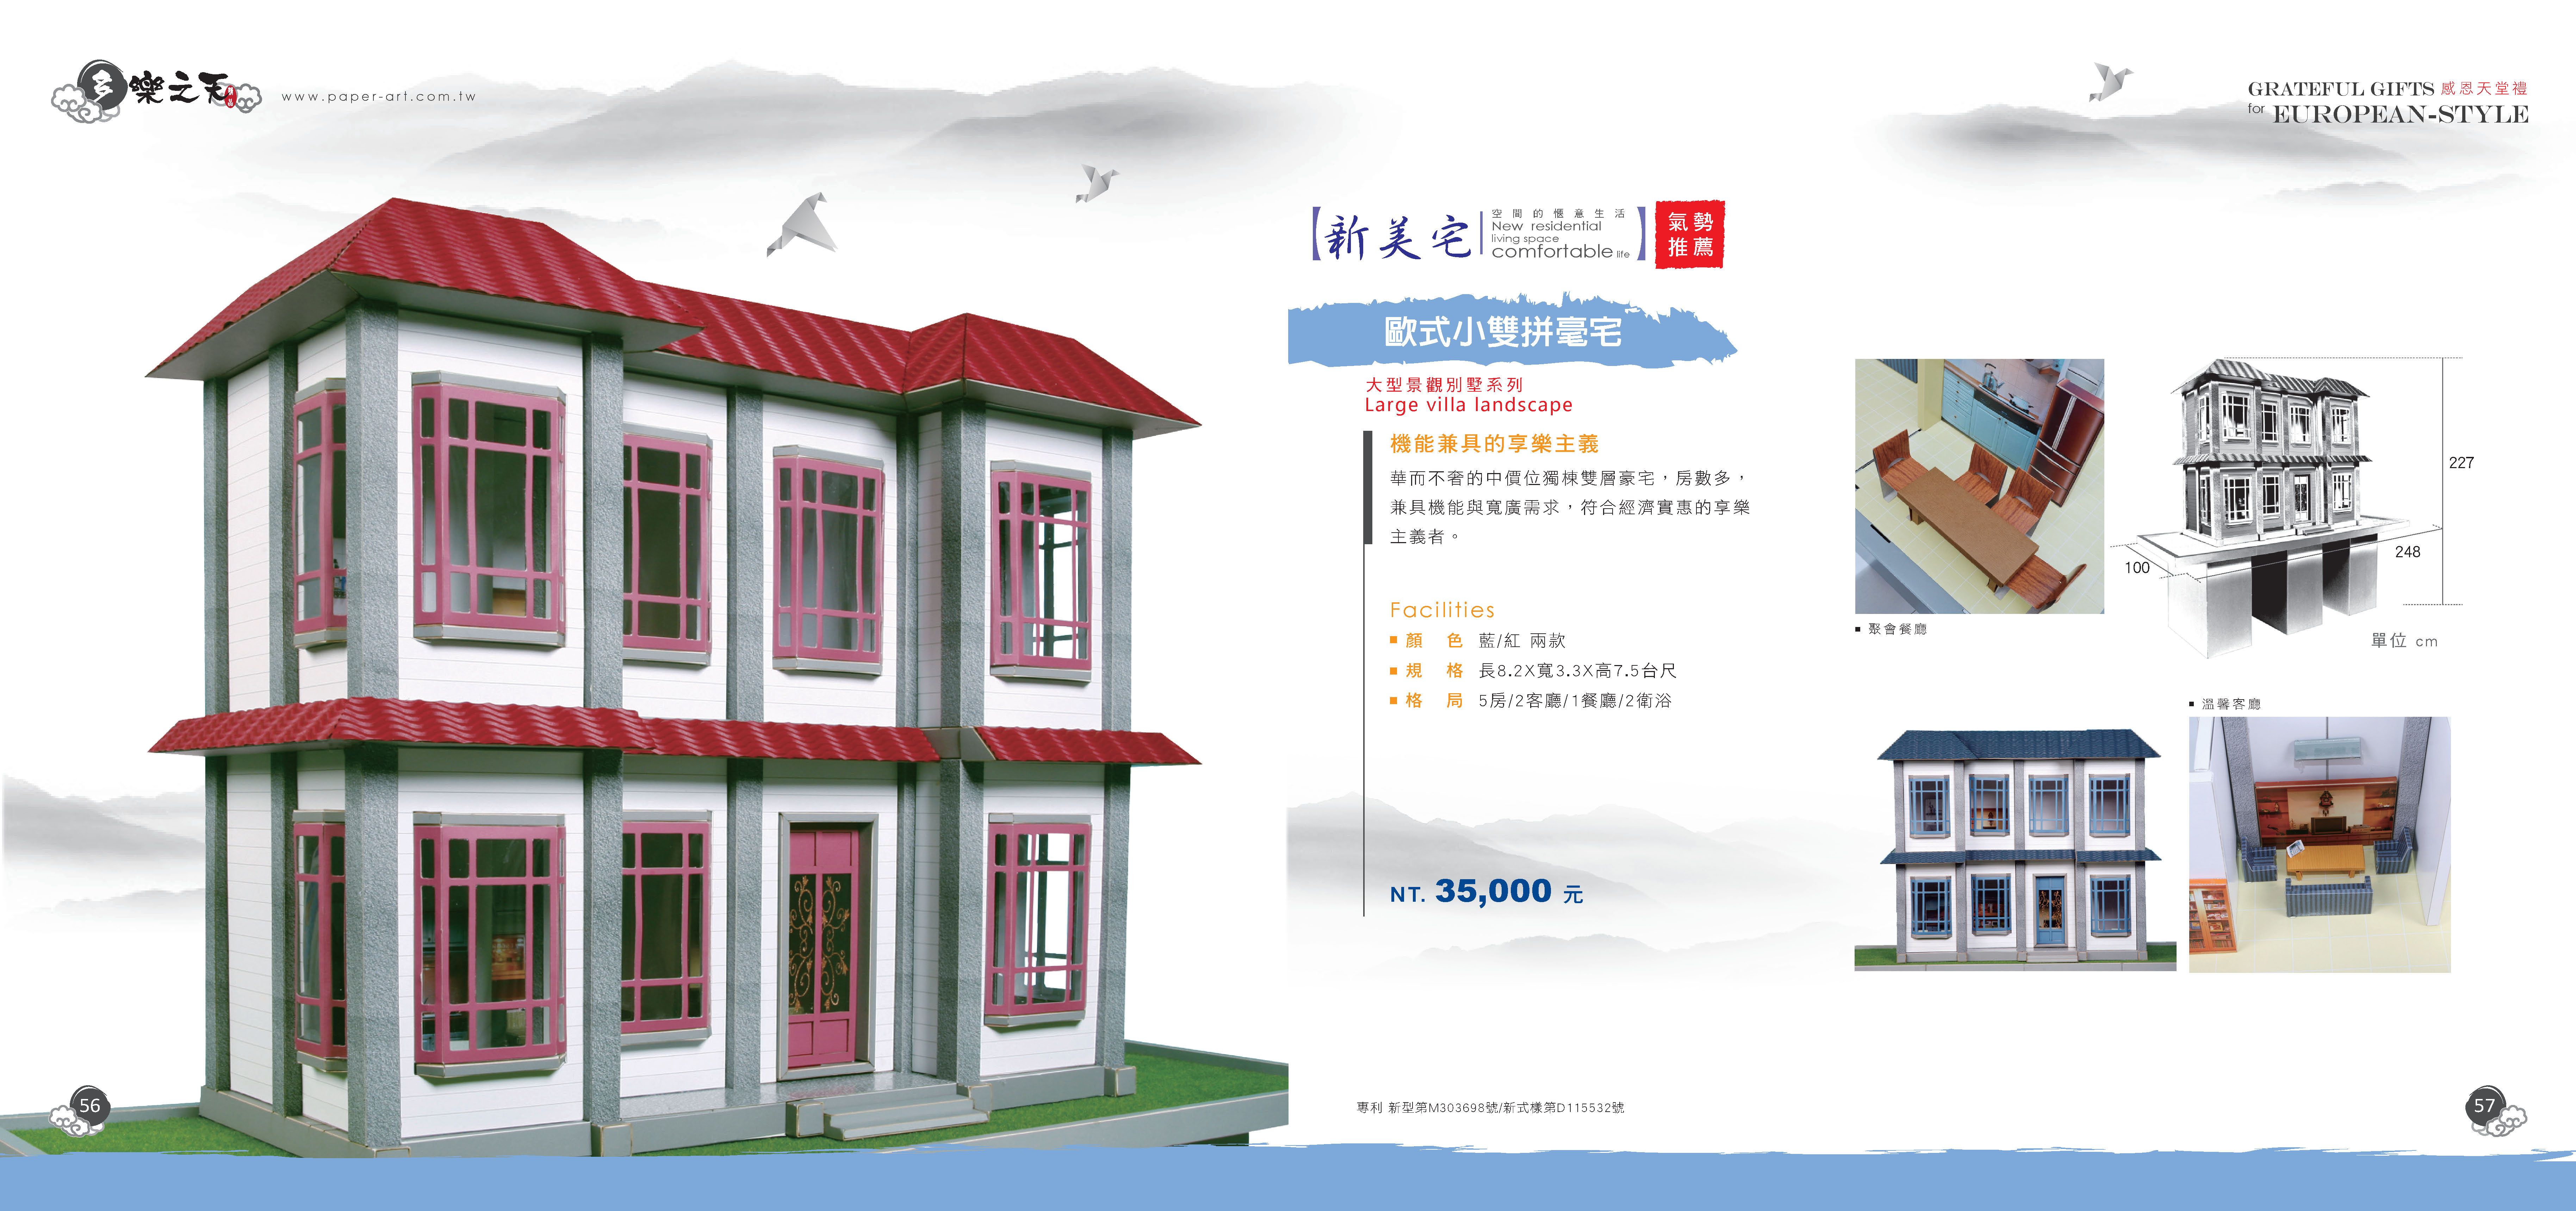 多樂之天
www.paper-art.com.tw
GRATEFUL GIFTS 感恩天堂禮
for EUROPEAN-STYLE
【新美宅
空間的愜意生活
New residential
living space
comfortable life】
氣勢
推薦
歐式小雙拼毫宅
大型景觀別墅系列
Large villa landscape
機能兼具的享樂主義
華而不奢的中價位獨棟雙層豪宅，房數多，
兼具機能與寬廣需求，符合經濟實惠的享樂
主義者。
Facilities
■ 顏 色 藍/紅 兩款
■ 規 格 長8.2X寬3.3X高7.5台尺
■ 格 局 5房/2客廳/1餐廳/2衛浴
NT. 35,000 元
專利 新型第M303698號/新式樣第D115532號
■ 聚會餐廳
227
248
100
單位 cm
■ 溫馨客廳
56
57